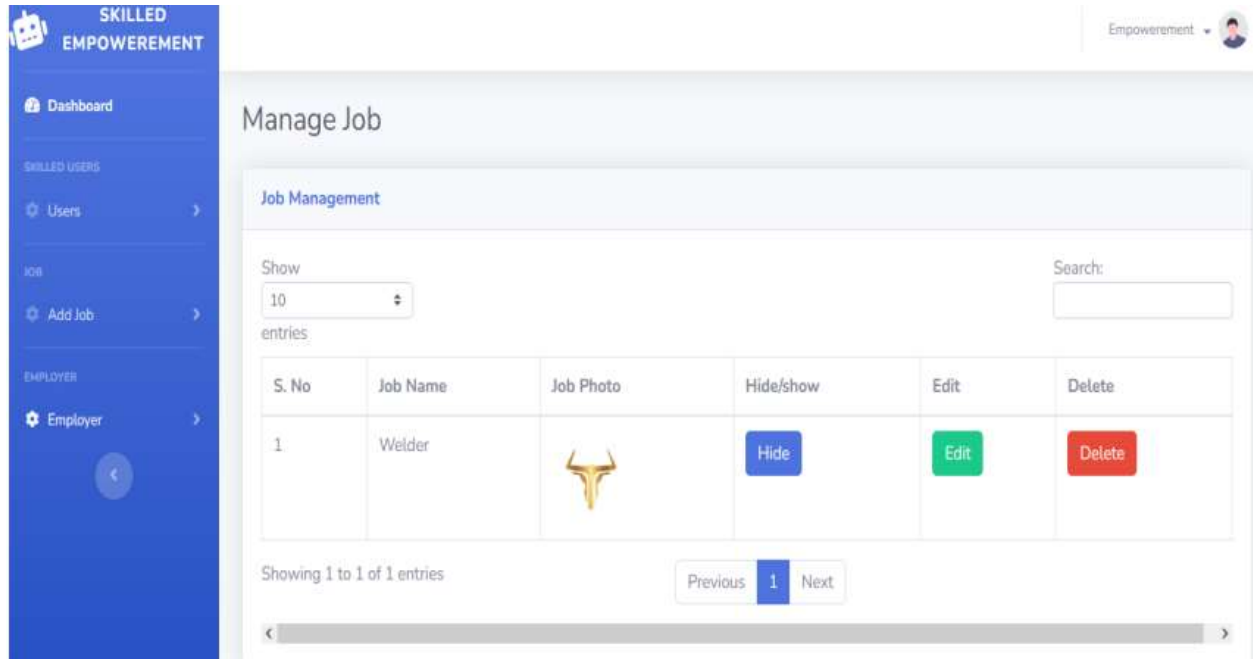 SKILLED
EMPOWEREMENT
Empowerement
Dashboard
Manage Job
SKILLED USERS
Users
Job Management
JOB
Add Job
Show
10
entries
Search:
EMPLOYER
Employer
S. No Job Name Job Photo Hide/show Edit Delete
1 Welder Hide Edit Delete
Showing 1 to 1 of 1 entries
Previous 1 Next